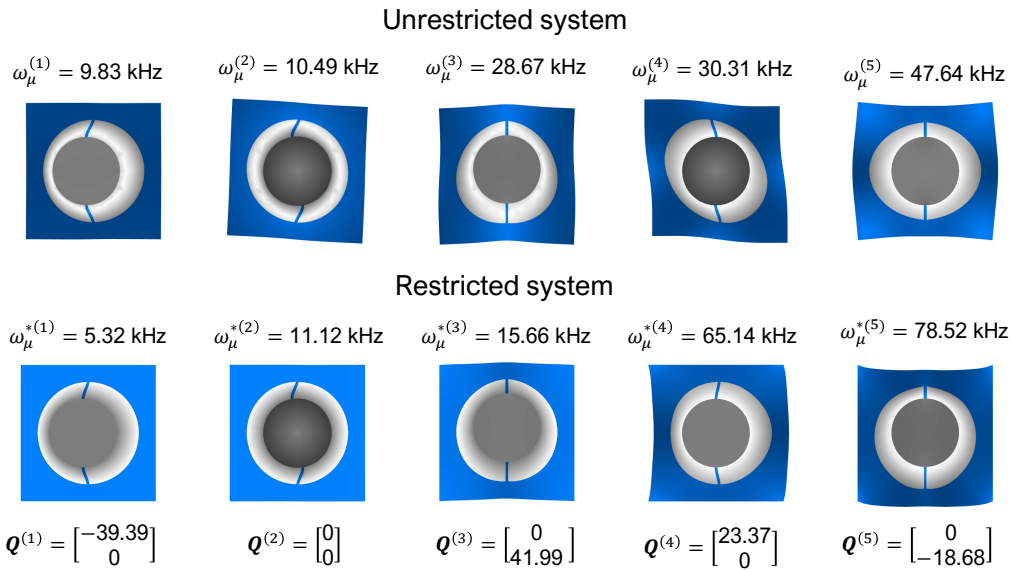 Unrestricted system
ω_μ^(1) = 9.83 kHz
ω_μ^(2) = 10.49 kHz
ω_μ^(3) = 28.67 kHz
ω_μ^(4) = 30.31 kHz
ω_μ^(5) = 47.64 kHz
Restricted system
ω_μ^*(1) = 5.32 kHz
ω_μ^*(2) = 11.12 kHz
ω_μ^*(3) = 15.66 kHz
ω_μ^*(4) = 65.14 kHz
ω_μ^*(5) = 78.52 kHz
Q^(1) = [−39.39 0]
Q^(2) = [0 0]
Q^(3) = [0 41.99]
Q^(4) = [23.37 0]
Q^(5) = [0 −18.68]